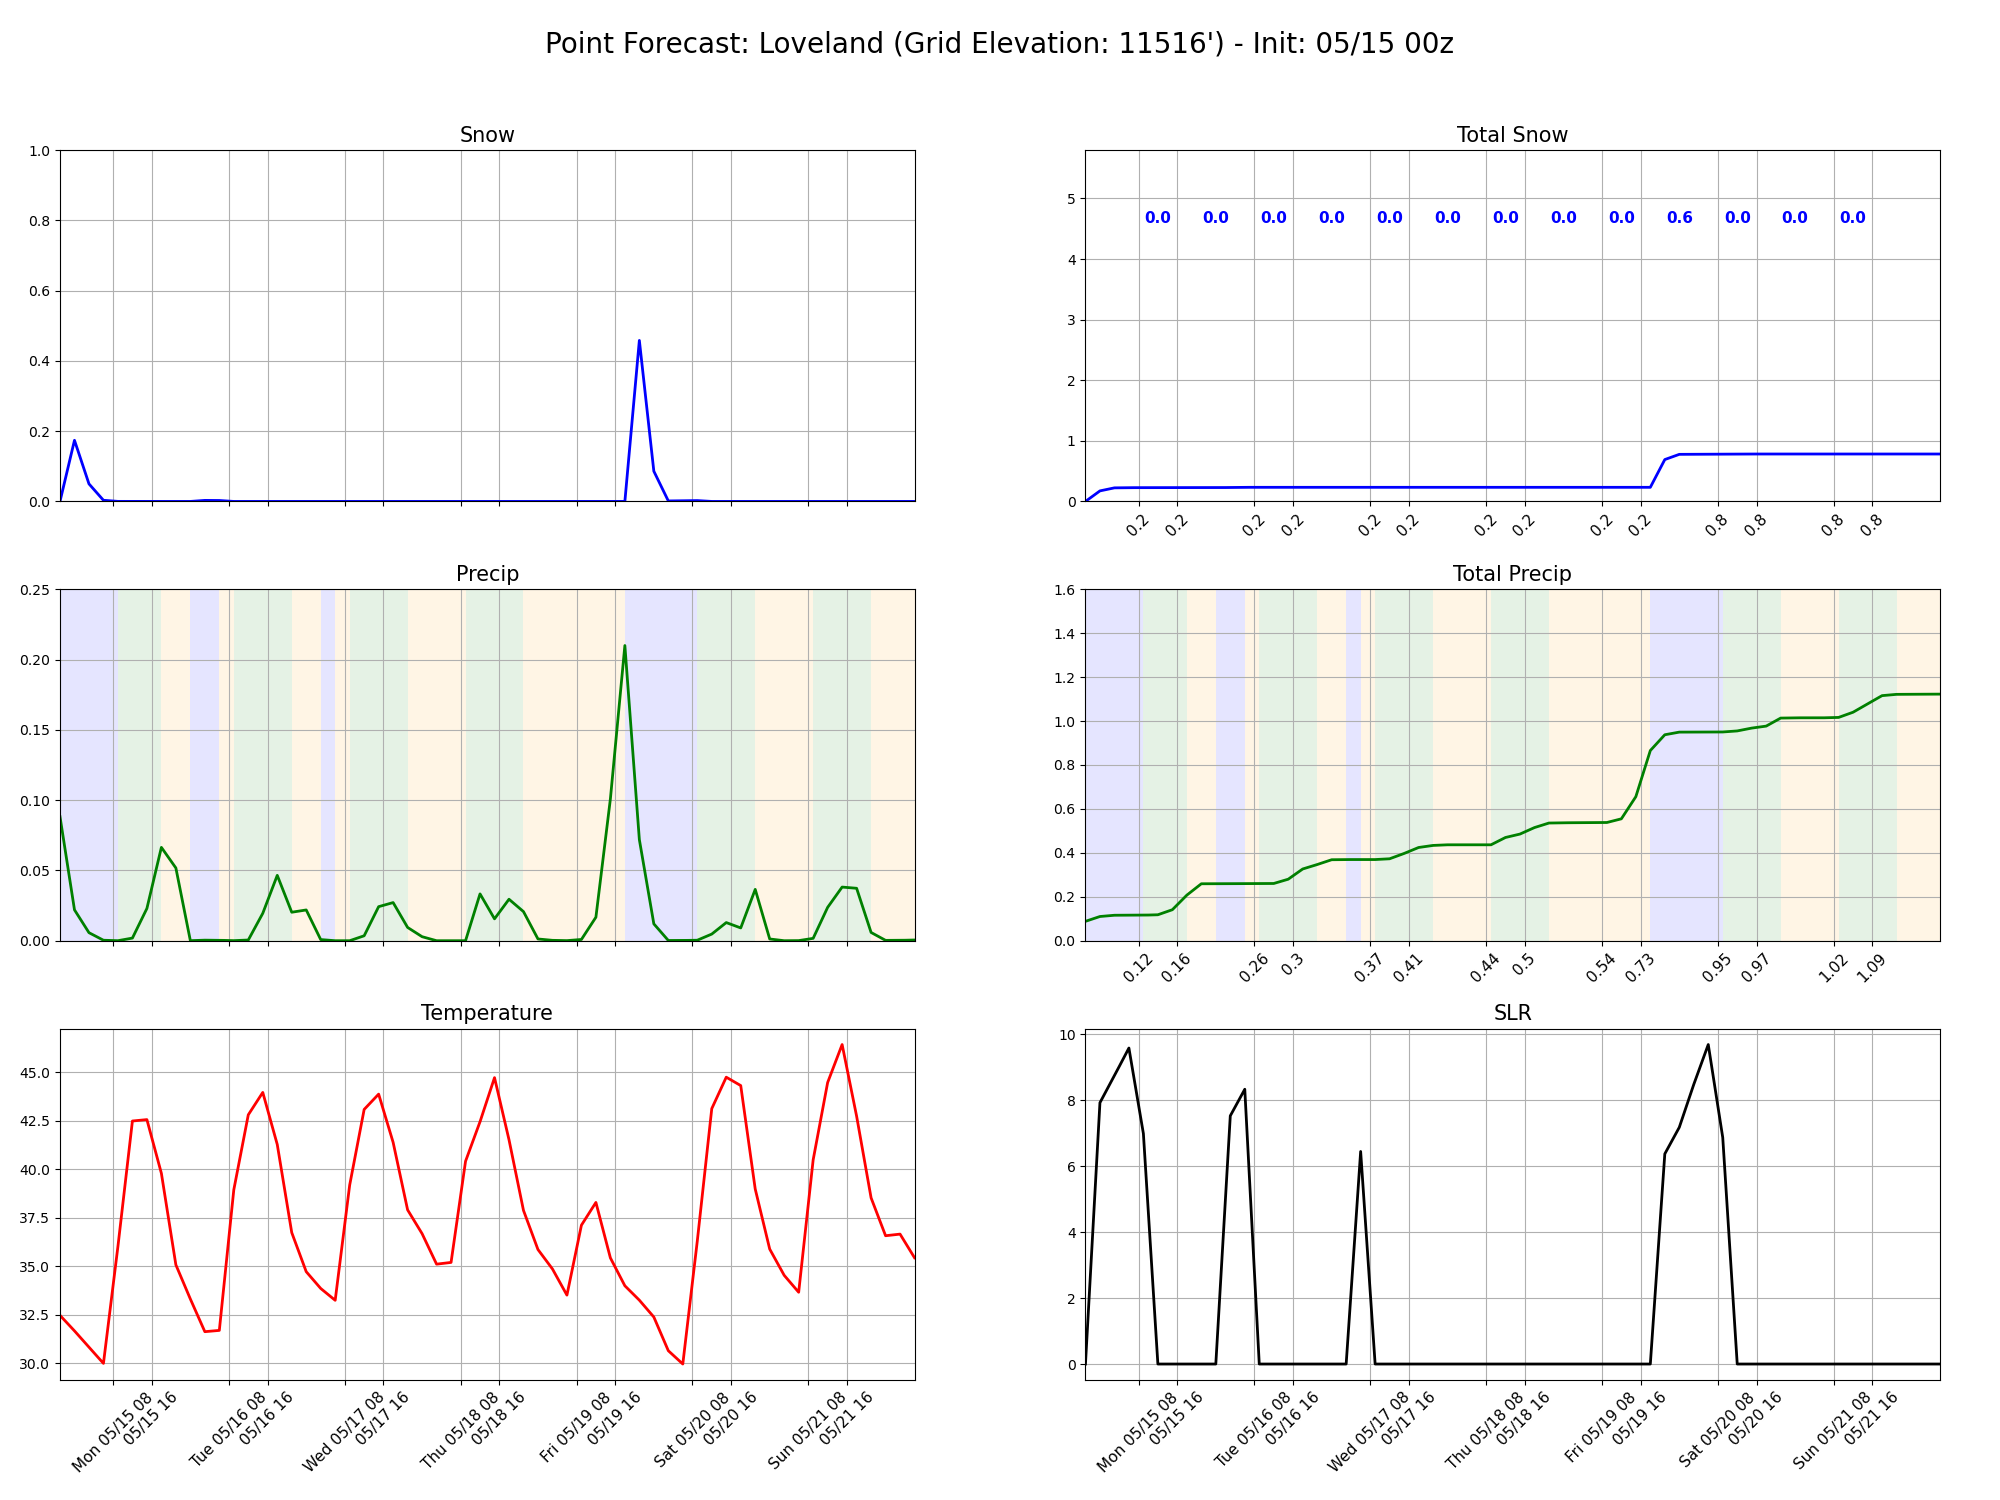 Point Forecast: Loveland (Grid Elevation: 11516') - Init: 05/15 00z
Snow
1.0
0.8
0.6
0.4
0.2
0.0
Total Snow
5
4
3
2
1
0
0.0 0.0 0.0 0.0 0.0 0.0 0.0 0.0 0.0 0.6 0.0 0.0 0.0
0.2 0.2 0.2 0.2 0.2 0.2 0.2 0.2 0.2 0.2 0.8 0.8 0.8 0.8
Precip
0.25
0.20
0.15
0.10
0.05
0.00
Total Precip
1.6
1.4
1.2
1.0
0.8
0.6
0.4
0.2
0.0
0.12 0.16 0.26 0.3 0.37 0.41 0.44 0.5 0.54 0.73 0.95 0.97 1.02 1.09
Temperature
45.0
42.5
40.0
37.5
35.0
32.5
30.0
Mon 05/15 08
05/15 16
Tue 05/16 08
05/16 16
Wed 05/17 08
05/17 16
Thu 05/18 08
05/18 16
Fri 05/19 08
05/19 16
Sat 05/20 08
05/20 16
Sun 05/21 08
05/21 16
SLR
10
8
6
4
2
0
Mon 05/15 08
05/15 16
Tue 05/16 08
05/16 16
Wed 05/17 08
05/17 16
Thu 05/18 08
05/18 16
Fri 05/19 08
05/19 16
Sat 05/20 08
05/20 16
Sun 05/21 08
05/21 16